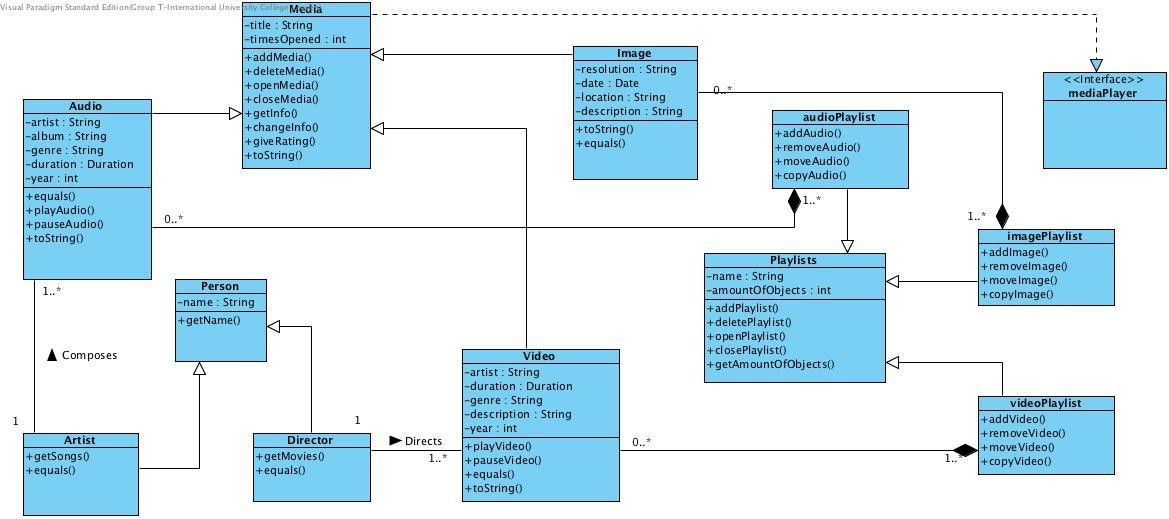 Visual Paradigm Standard Edition(Group T-International University College
Media
-title : String
-timesOpened : int
+addMedia()
+deleteMedia()
+openMedia()
+closeMedia()
+getInfo()
+changeInfo()
+giveRating()
+toString()
Image
-resolution : String
-date : Date
-location : String
-description : String
+toString()
+equals()
0..*
<<Interface>>
mediaPlayer
Audio
-artist : String
-album : String
-genre : String
-duration : Duration
-year : int
+equals()
+playAudio()
+pauseAudio()
+toString()
0..*
1..*
audioPlaylist
+addAudio()
+removeAudio()
+moveAudio()
+copyAudio()
1..*
1..*
imagePlaylist
+addImage()
+removeImage()
+moveImage()
+copyImage()
Playlists
-name : String
-amountOfObjects : int
+addPlaylist()
+deletePlaylist()
+openPlaylist()
+closePlaylist()
+getAmountOfObjects()
Person
-name : String
+getName()
Composes
1
Artist
+getSongs()
+equals()
Director
+getMovies()
+equals()
1
Directs
1..*
Video
-artist : String
-duration : Duration
-genre : String
-description : String
-year : int
+playVideo()
+pauseVideo()
+equals()
+toString()
0..*
1..*
videoPlaylist
+addVideo()
+removeVideo()
+moveVideo()
+copyVideo()